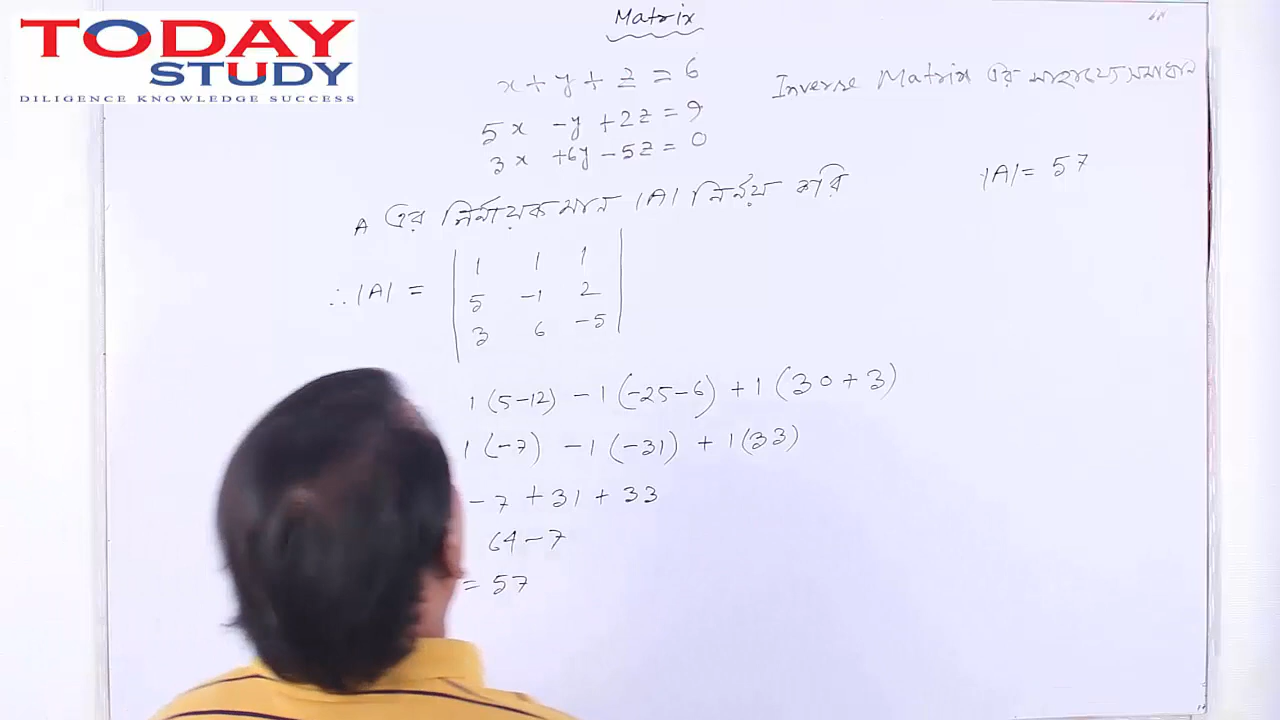 TODAY
STUDY
DILIGENCE KNOWLEDGE SUCCESS
Matrix
x + y + z = 6
Inverse Matrix এর সাহায্যে সমাধান
5x - y + 2z = 9
3x + 6y - 5z = 0
|A| = 57
A এর নির্ণায়ক মান |A| নির্ণয় করি
∴ |A| = | 1 1 1 |
| 5 -1 2 |
| 3 6 -5 |
1 (5-12) - 1 (-25-6) + 1 (30+3)
1 (-7) - 1 (-31) + 1 (33)
- 7 + 31 + 33
64 - 7
= 57